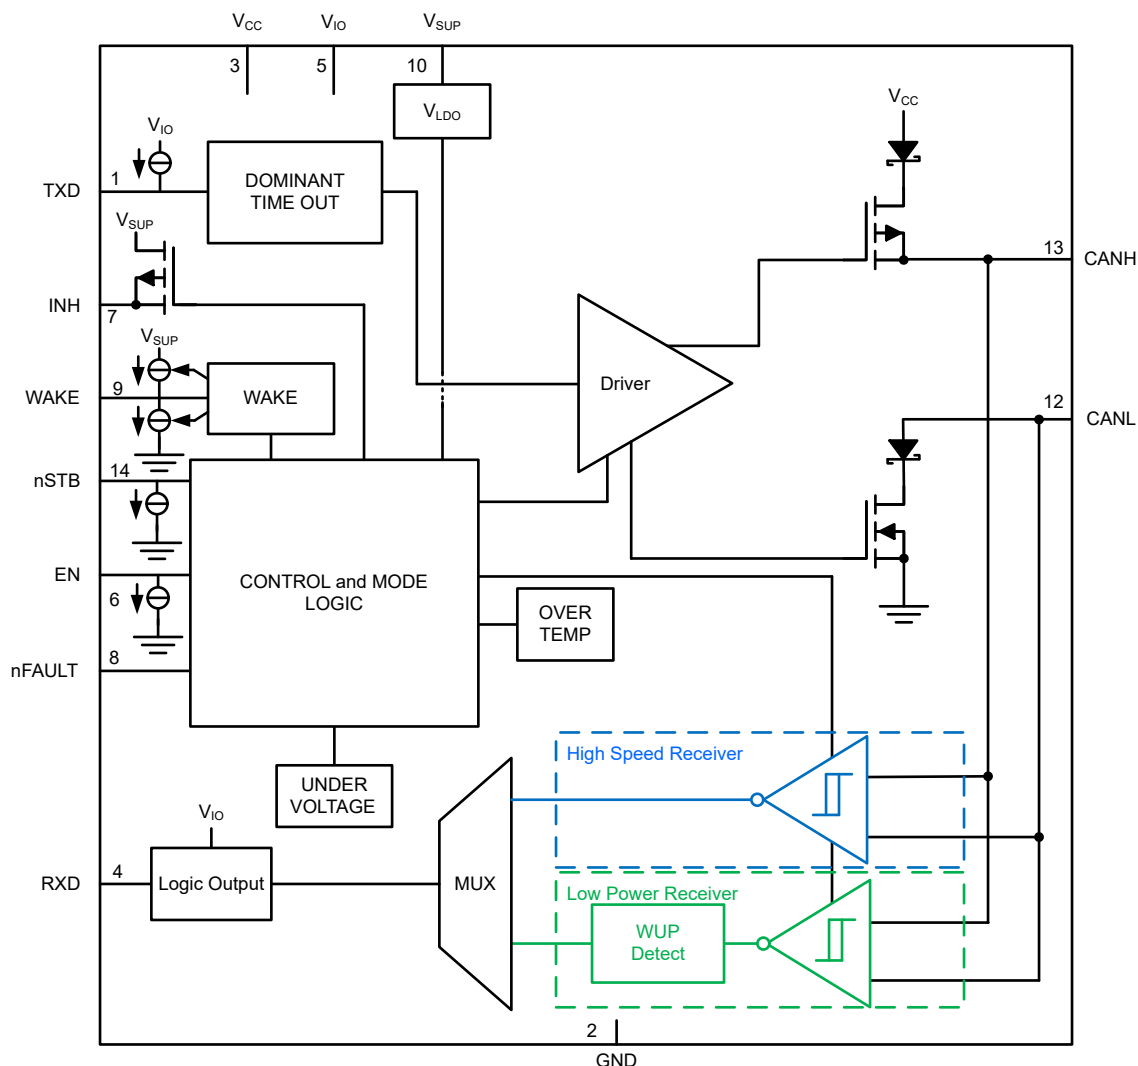 VCC
VIO
VSUP
3
5
10
VLDO
VCC
VIO
TXD
1
DOMINANT
TIME OUT
VSUP
13
CANH
INH
7
VSUP
WAKE
9
WAKE
Driver
12
CANL
nSTB
14
EN
6
CONTROL and MODE
LOGIC
OVER
TEMP
nFAULT
8
High Speed Receiver
UNDER
VOLTAGE
VIO
RXD
4
Logic Output
MUX
Low Power Receiver
WUP
Detect
2
GND